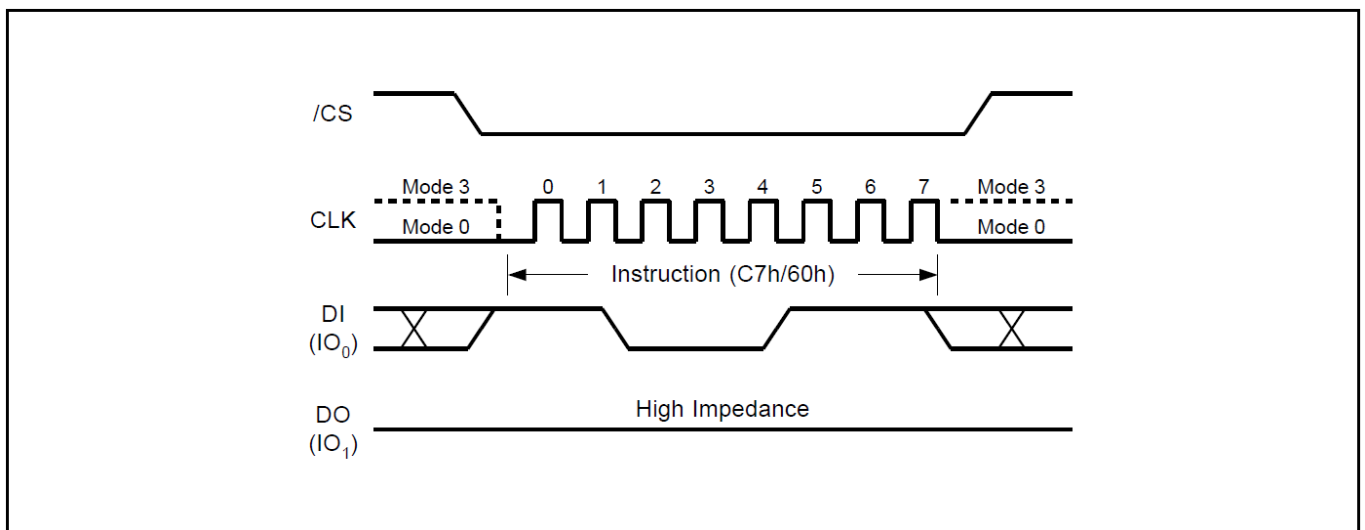 /CS
Mode 3 0 1 2 3 4 5 6 7 Mode 3
CLK
Mode 0 Mode 0
Instruction (C7h/60h)
DI
(IO₀)
High Impedance
DO
(IO₁)